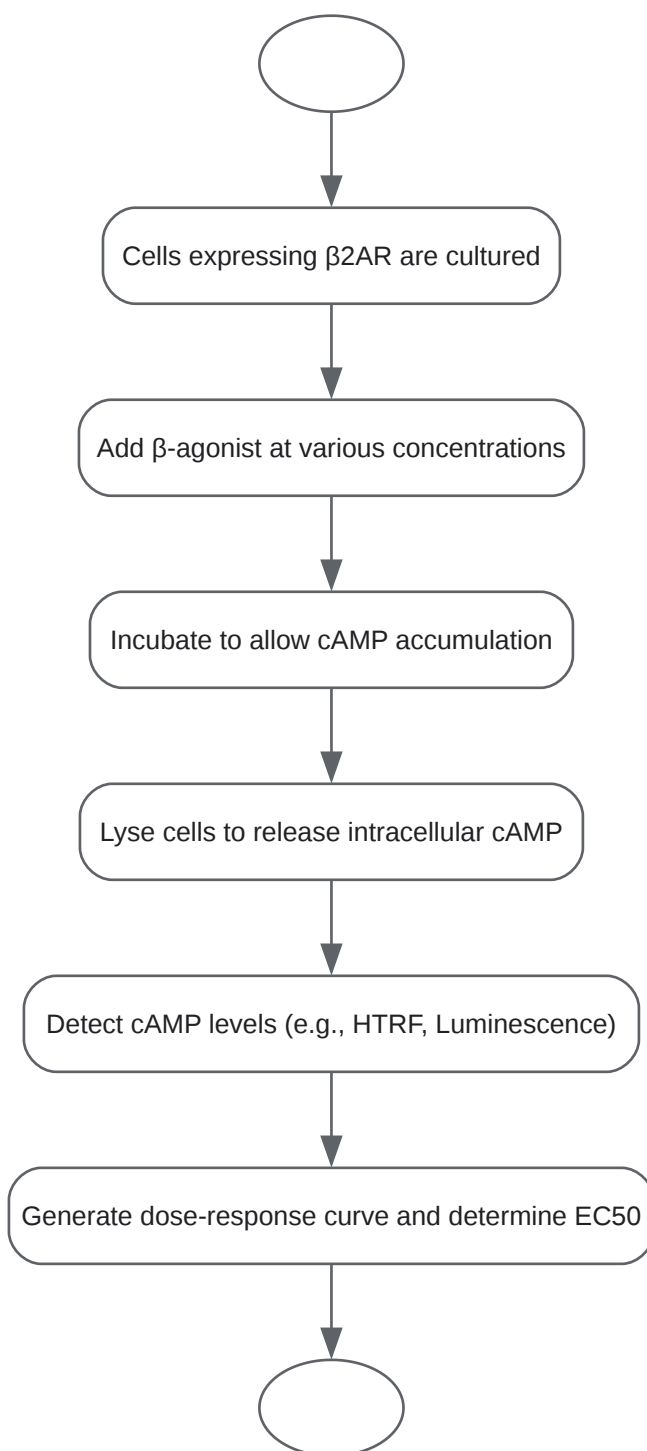 Cells expressing β2AR are cultured
Add β-agonist at various concentrations
Incubate to allow cAMP accumulation
Lyse cells to release intracellular cAMP
Detect cAMP levels (e.g., HTRF, Luminescence)
Generate dose-response curve and determine EC50